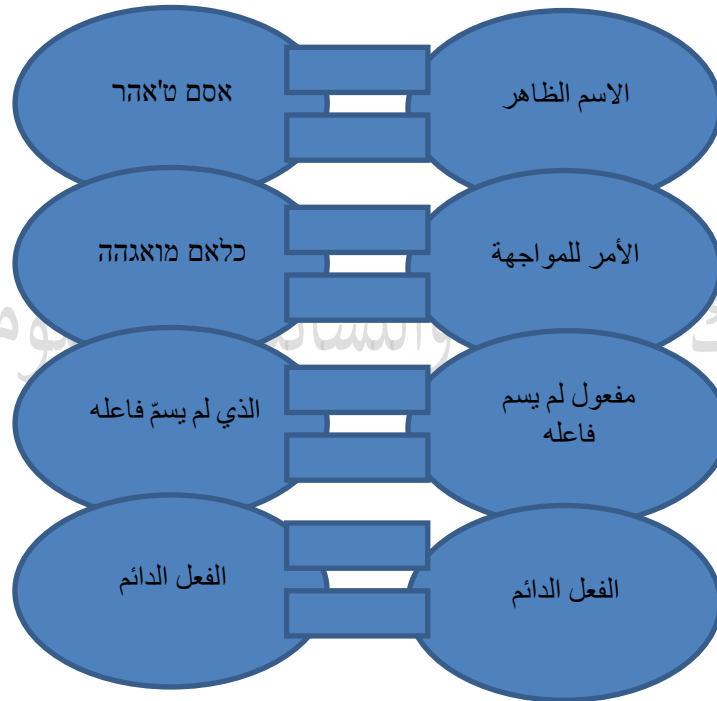 الاسم الظاهر
אסם ט'אהר
الأمر للمواجهة
כלאם מואגהה
مفعول لم يسم
فاعله
الذي لم يسمّ فاعله
الفعل الدائم
الفعل الدائم